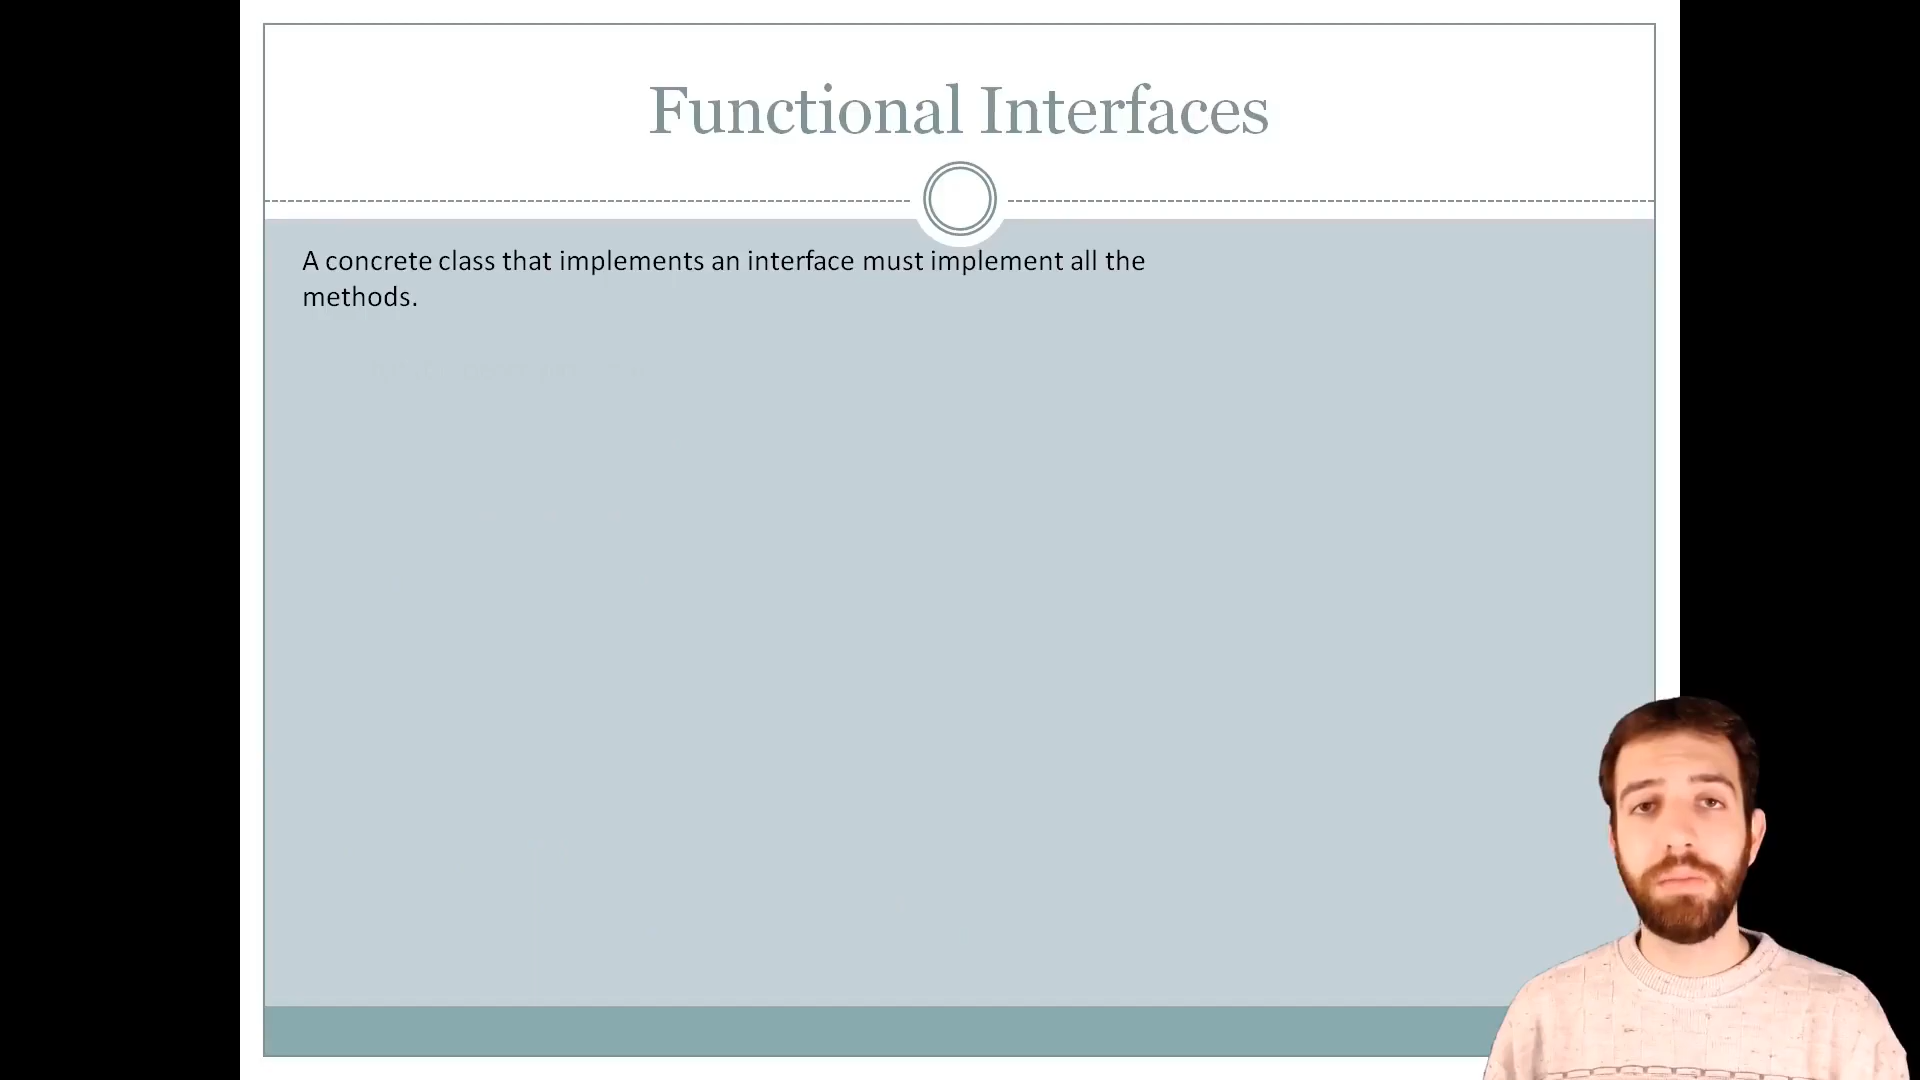 Functional Interfaces
A concrete class that implements an interface must implement all the
methods.